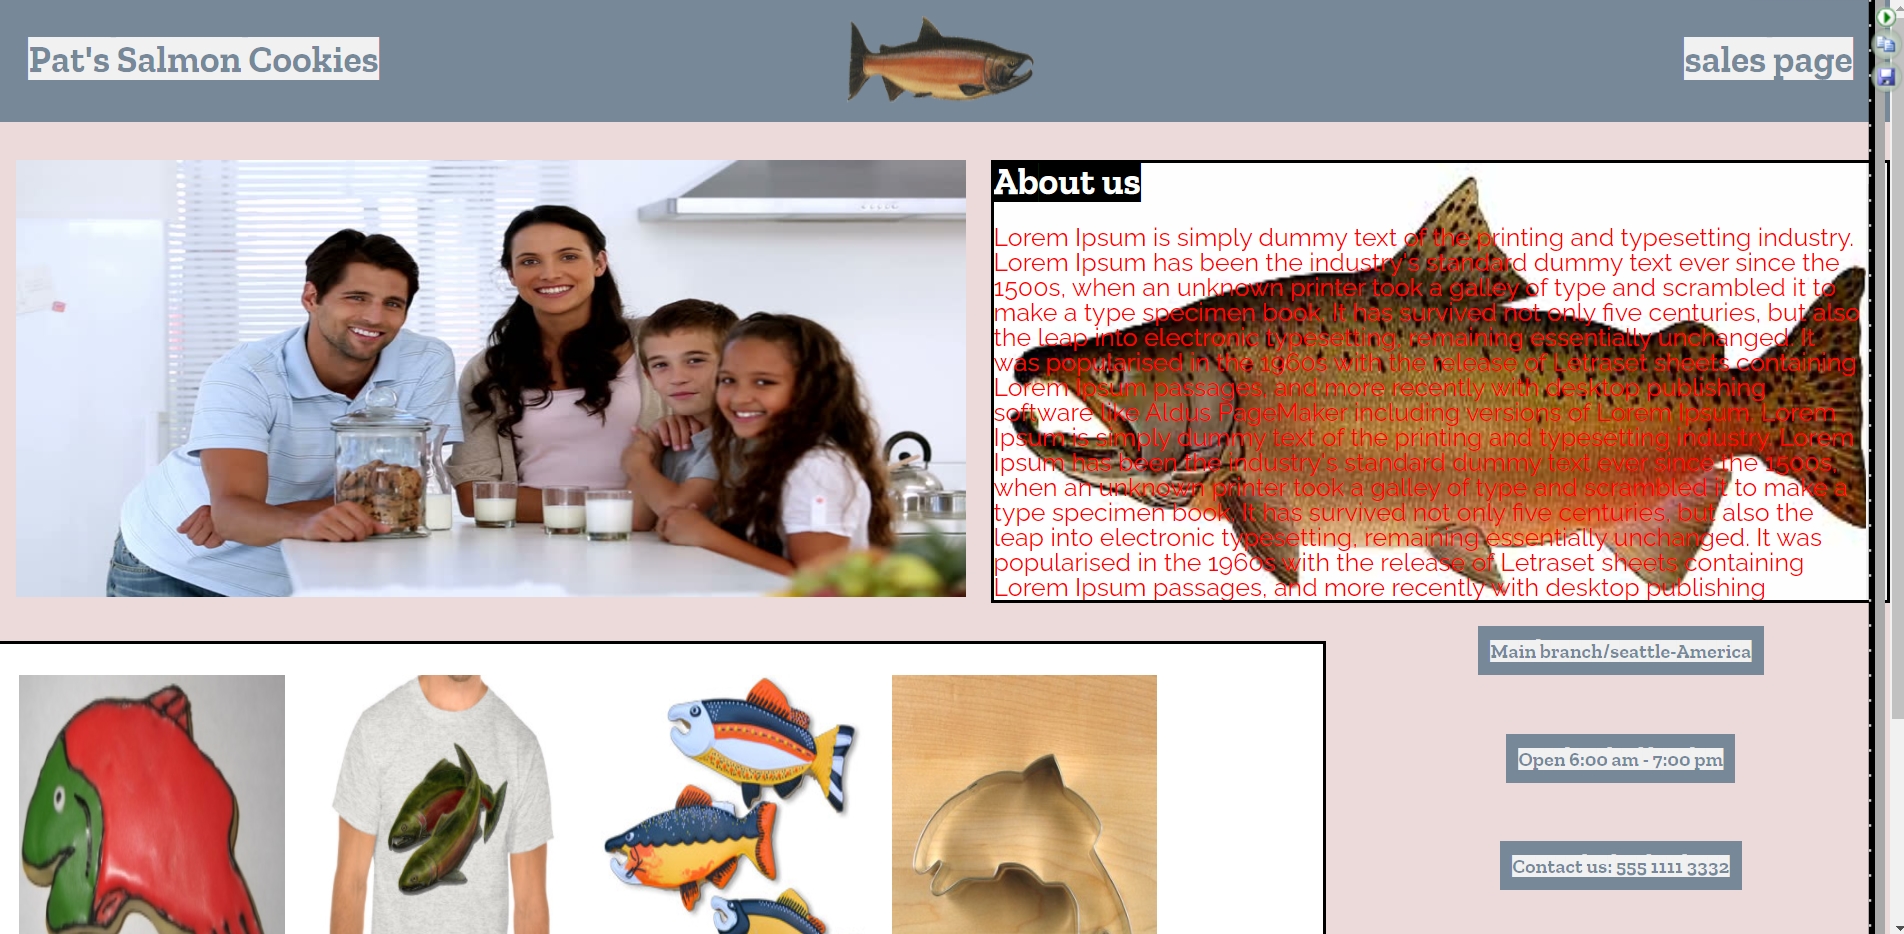 Pat's Salmon Cookies
sales page
About us
Lorem Ipsum is simply dummy text of the printing and typesetting industry.
Lorem Ipsum has been the industry's standard dummy text ever since the
1500s, when an unknown printer took a galley of type and scrambled it to
make a type specimen book. It has survived not only five centuries, but also
the leap into electronic typesetting, remaining essentially unchanged. It
was popularised in the 1960s with the release of Letraset sheets containing
Lorem Ipsum passages, and more recently with desktop publishing
software like Aldus PageMaker including versions of Lorem Ipsum. Lorem
Ipsum is simply dummy text of the printing and typesetting industry. Lorem
Ipsum has been the industry's standard dummy text ever since the 1500s,
when an unknown printer took a galley of type and scrambled it to make a
type specimen book. It has survived not only five centuries, but also the
leap into electronic typesetting, remaining essentially unchanged. It was
popularised in the 1960s with the release of Letraset sheets containing
Lorem Ipsum passages, and more recently with desktop publishing
Main branch/seattle-America
Open 6:00 am - 7:00 pm
Contact us: 555 1111 3332